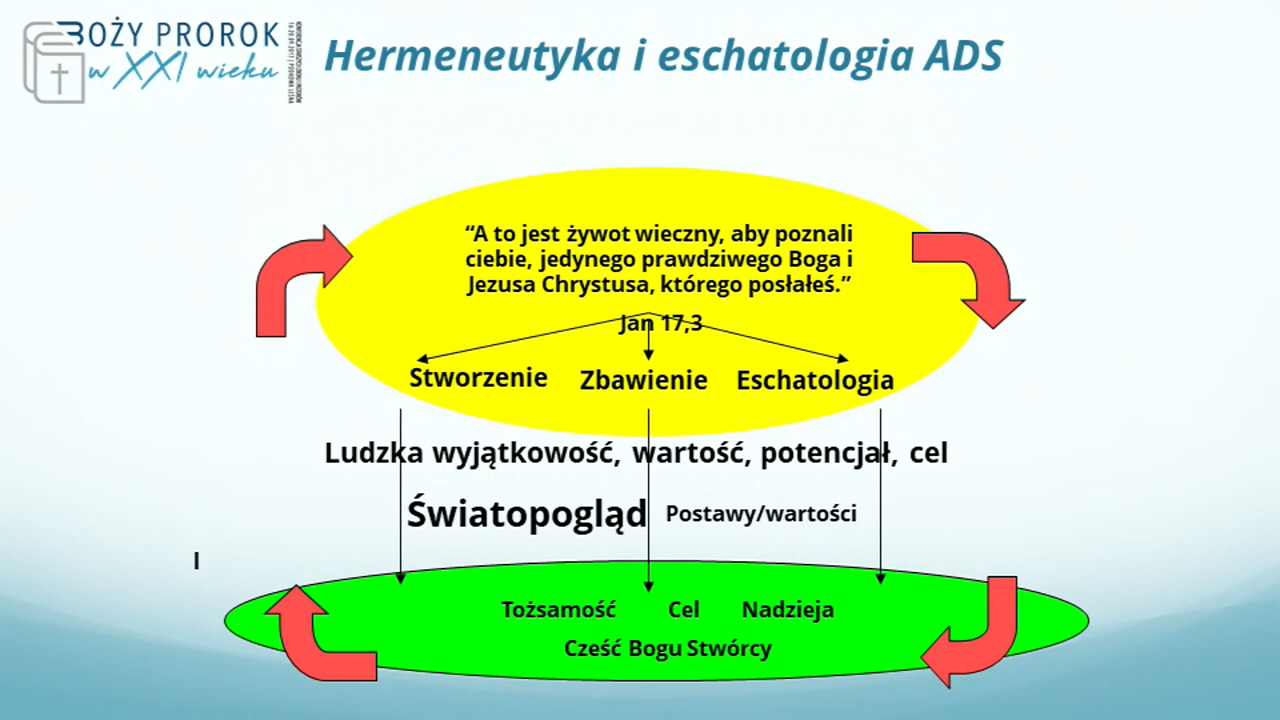 BOŻY PROROK
w XXI wieku
Hermeneutyka i eschatologia ADS
“A to jest żywot wieczny, aby poznali
ciebie, jedynego prawdziwego Boga i
Jezusa Chrystusa, którego posłałeś.”
Jan 17,3
Stworzenie Zbawienie Eschatologia
Ludzka wyjątkowość, wartość, potencjał, cel
Światopogląd Postawy/wartości
I
Tożsamość Cel Nadzieja
Cześć Bogu Stwórcy